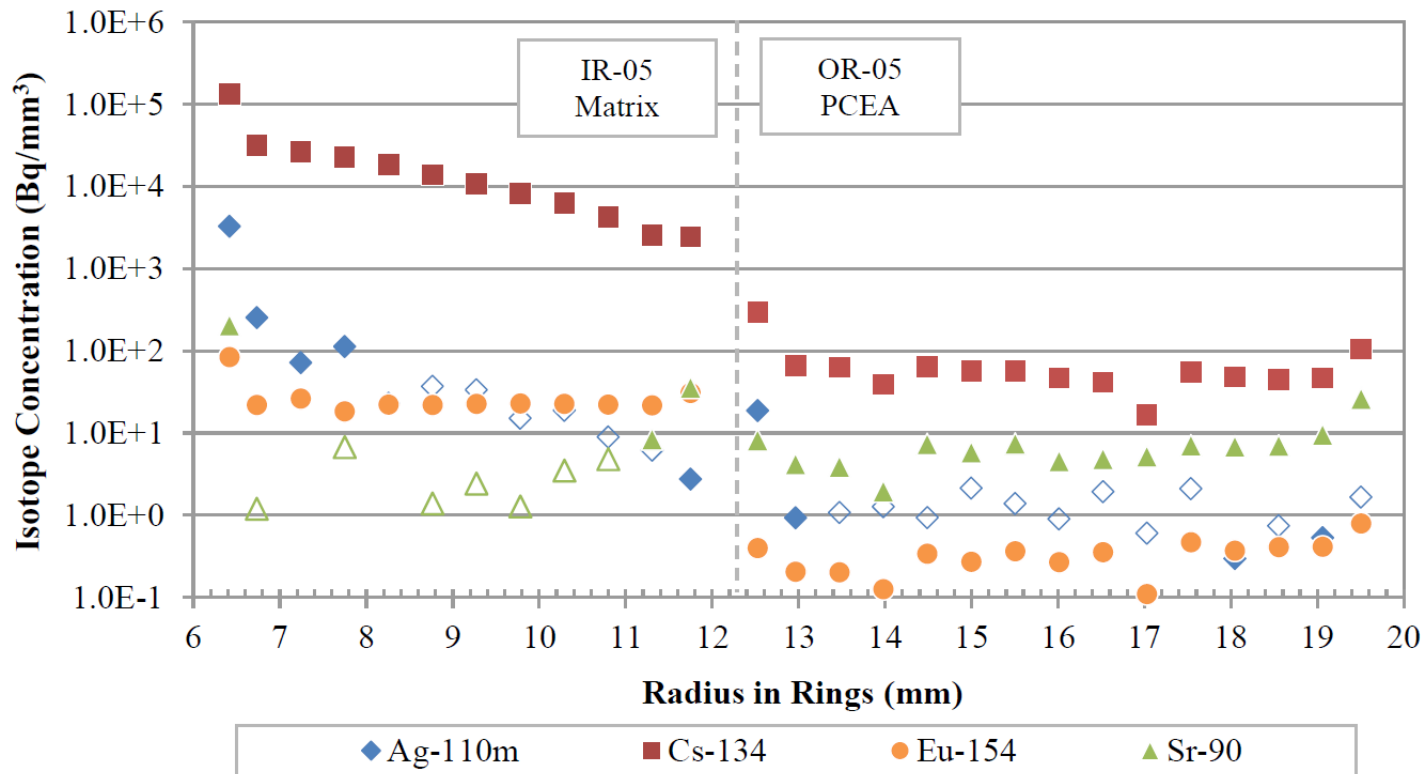 1.0E+6
1.0E+5
1.0E+4
1.0E+3
1.0E+2
1.0E+1
1.0E+0
1.0E-1
Isotope Concentration (Bq/mm³)
IR-05
Matrix
OR-05
PCEA
6 7 8 9 10 11 12 13 14 15 16 17 18 19 20
Radius in Rings (mm)
Ag-110m Cs-134 Eu-154 Sr-90